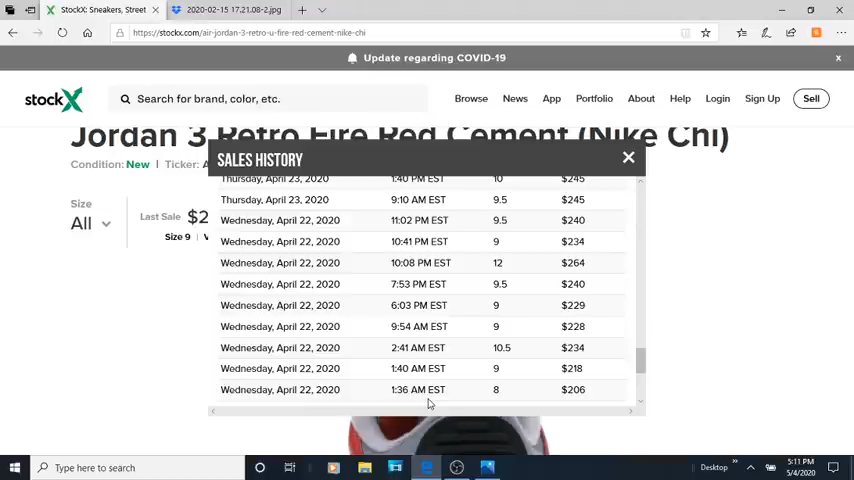 StockX: Sneakers, Street
2020-02-15 17.21.08-2.jpg
https://stockx.com/air-jordan-3-retro-u-fire-red-cement-nike-chi
Update regarding COVID-19 x
stockX
Search for brand, color, etc.
Browse News App Portfolio About Help Login Sign Up Sell
Jordan 3 Retro Fire Red Cement (Nike Chi)
Condition: New | Ticker: A
SALES HISTORY
Size
All
Last Sale $2
Size 9 | V
Thursday, April 23, 2020 1:40 PM EST 10 $245
Thursday, April 23, 2020 9:10 AM EST 9.5 $245
Wednesday, April 22, 2020 11:02 PM EST 9.5 $240
Wednesday, April 22, 2020 10:41 PM EST 9 $234
Wednesday, April 22, 2020 10:08 PM EST 12 $264
Wednesday, April 22, 2020 7:53 PM EST 9.5 $240
Wednesday, April 22, 2020 6:03 PM EST 9 $229
Wednesday, April 22, 2020 9:54 AM EST 9 $228
Wednesday, April 22, 2020 2:41 AM EST 10.5 $234
Wednesday, April 22, 2020 1:40 AM EST 9 $218
Wednesday, April 22, 2020 1:36 AM EST 8 $206
Type here to search
Desktop
5:11 PM
5/4/2020